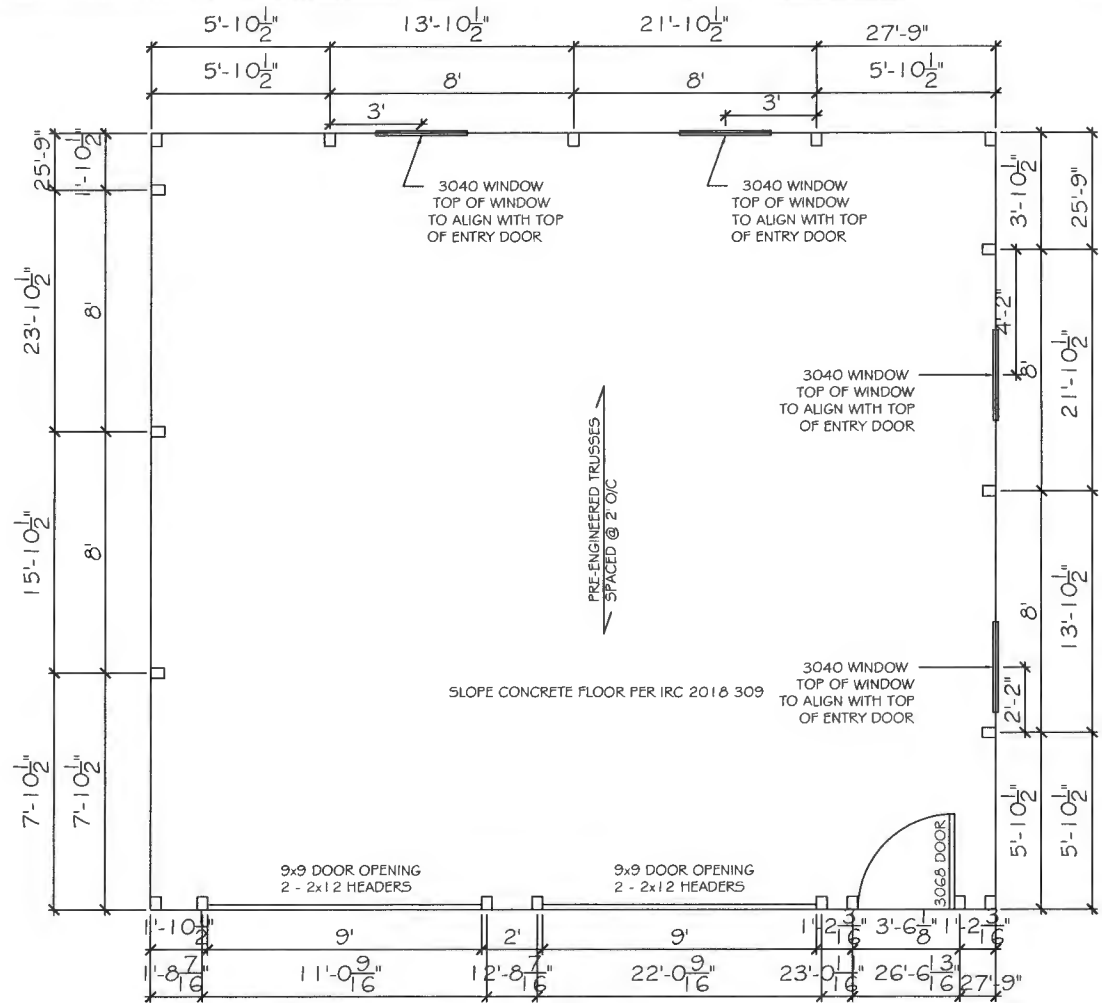 5'-10 1/2" 13'-10 1/2" 21'-10 1/2" 27'-9"
5'-10 1/2" 8' 8' 5'-10 1/2"
3' 3'
3040 WINDOW
TOP OF WINDOW
TO ALIGN WITH TOP
OF ENTRY DOOR
3040 WINDOW
TOP OF WINDOW
TO ALIGN WITH TOP
OF ENTRY DOOR
25'-9"
23'-10 1/2"
15'-10 1/2"
7'-10 1/2"
1'-10 1/2"
8'
8'
7'-10 1/2"
3'-10 1/2"
4'-2"
8'
8'
2'-2"
5'-10 1/2"
25'-9"
21'-10 1/2"
13'-10 1/2"
5'-10 1/2"
3040 WINDOW
TOP OF WINDOW
TO ALIGN WITH TOP
OF ENTRY DOOR
PRE-ENGINEERED TRUSSES
SPACED @ 2' O/C
3040 WINDOW
TOP OF WINDOW
TO ALIGN WITH TOP
OF ENTRY DOOR
SLOPE CONCRETE FLOOR PER IRC 2018 309
9x9 DOOR OPENING
2 - 2x12 HEADERS
9x9 DOOR OPENING
2 - 2x12 HEADERS
3068 DOOR
1'-10 1/2" 9' 2' 9' 1'-2 3/16" 3'-6 1/8" 1'-2 3/16"
1'-8 7/16" 11'-0 9/16" 12'-8 7/16" 22'-0 9/16" 23'-0 11/16" 26'-6 13/16" 27'-9"